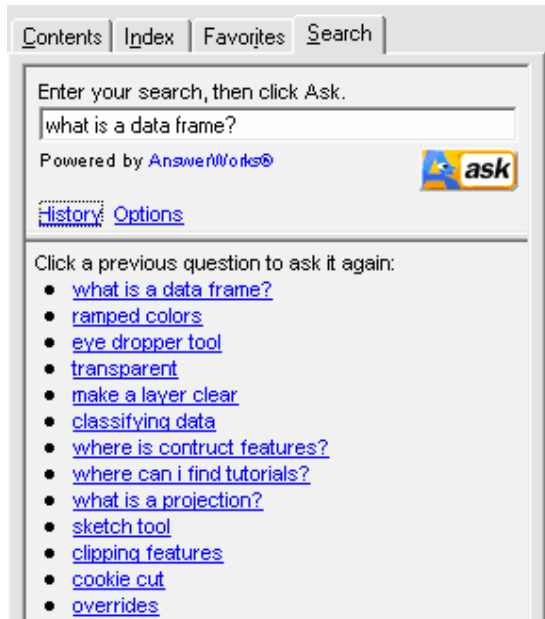 Contents Index Favorites Search
Enter your search, then click Ask.
what is a data frame?
Powered by AnswerWorks® ask
History Options
Click a previous question to ask it again:
• what is a data frame?
• ramped colors
• eye dropper tool
• transparent
• make a layer clear
• classifying data
• where is contruct features?
• where can i find tutorials?
• what is a projection?
• sketch tool
• clipping features
• cookie cut
• overrides